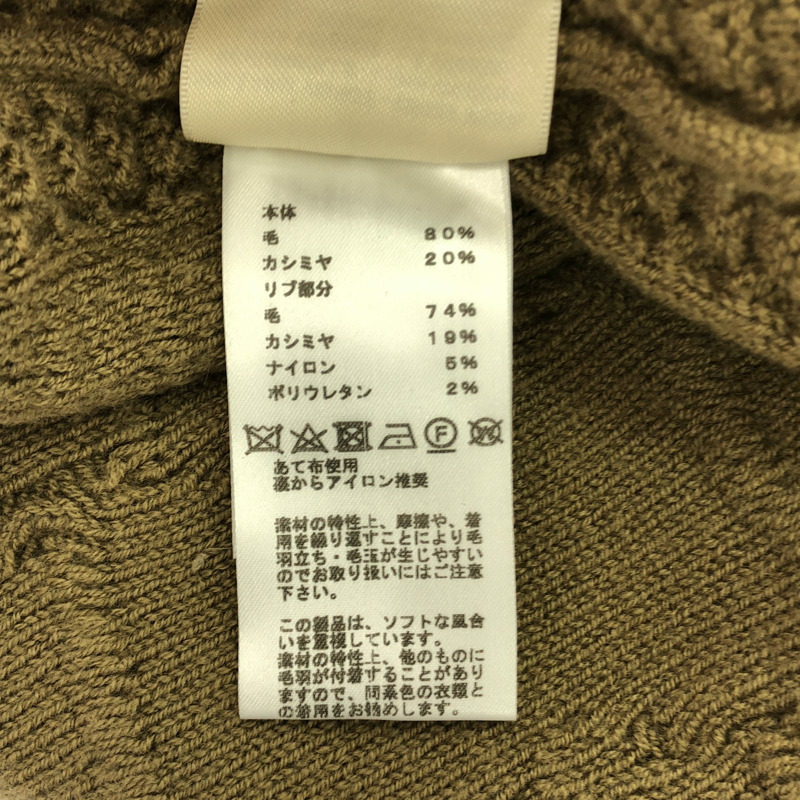 本体
毛 80%
カシミヤ 20%
リブ部分
毛 74%
カシミヤ 19%
ナイロン 5%
ポリウレタン 2%
F W
あて布使用
裏からアイロン推奨
素材の特性上、摩擦や、着
用を繰り返すことにより毛
羽立ち・毛玉が生じやすい
のでお取り扱いにはご注意
下さい。
この製品は、ソフトな風合
いを重視しています。
素材の特性上、他のものに
毛羽が付着することがあり
ますので、同系色の衣類と
の着用をお勧めします。